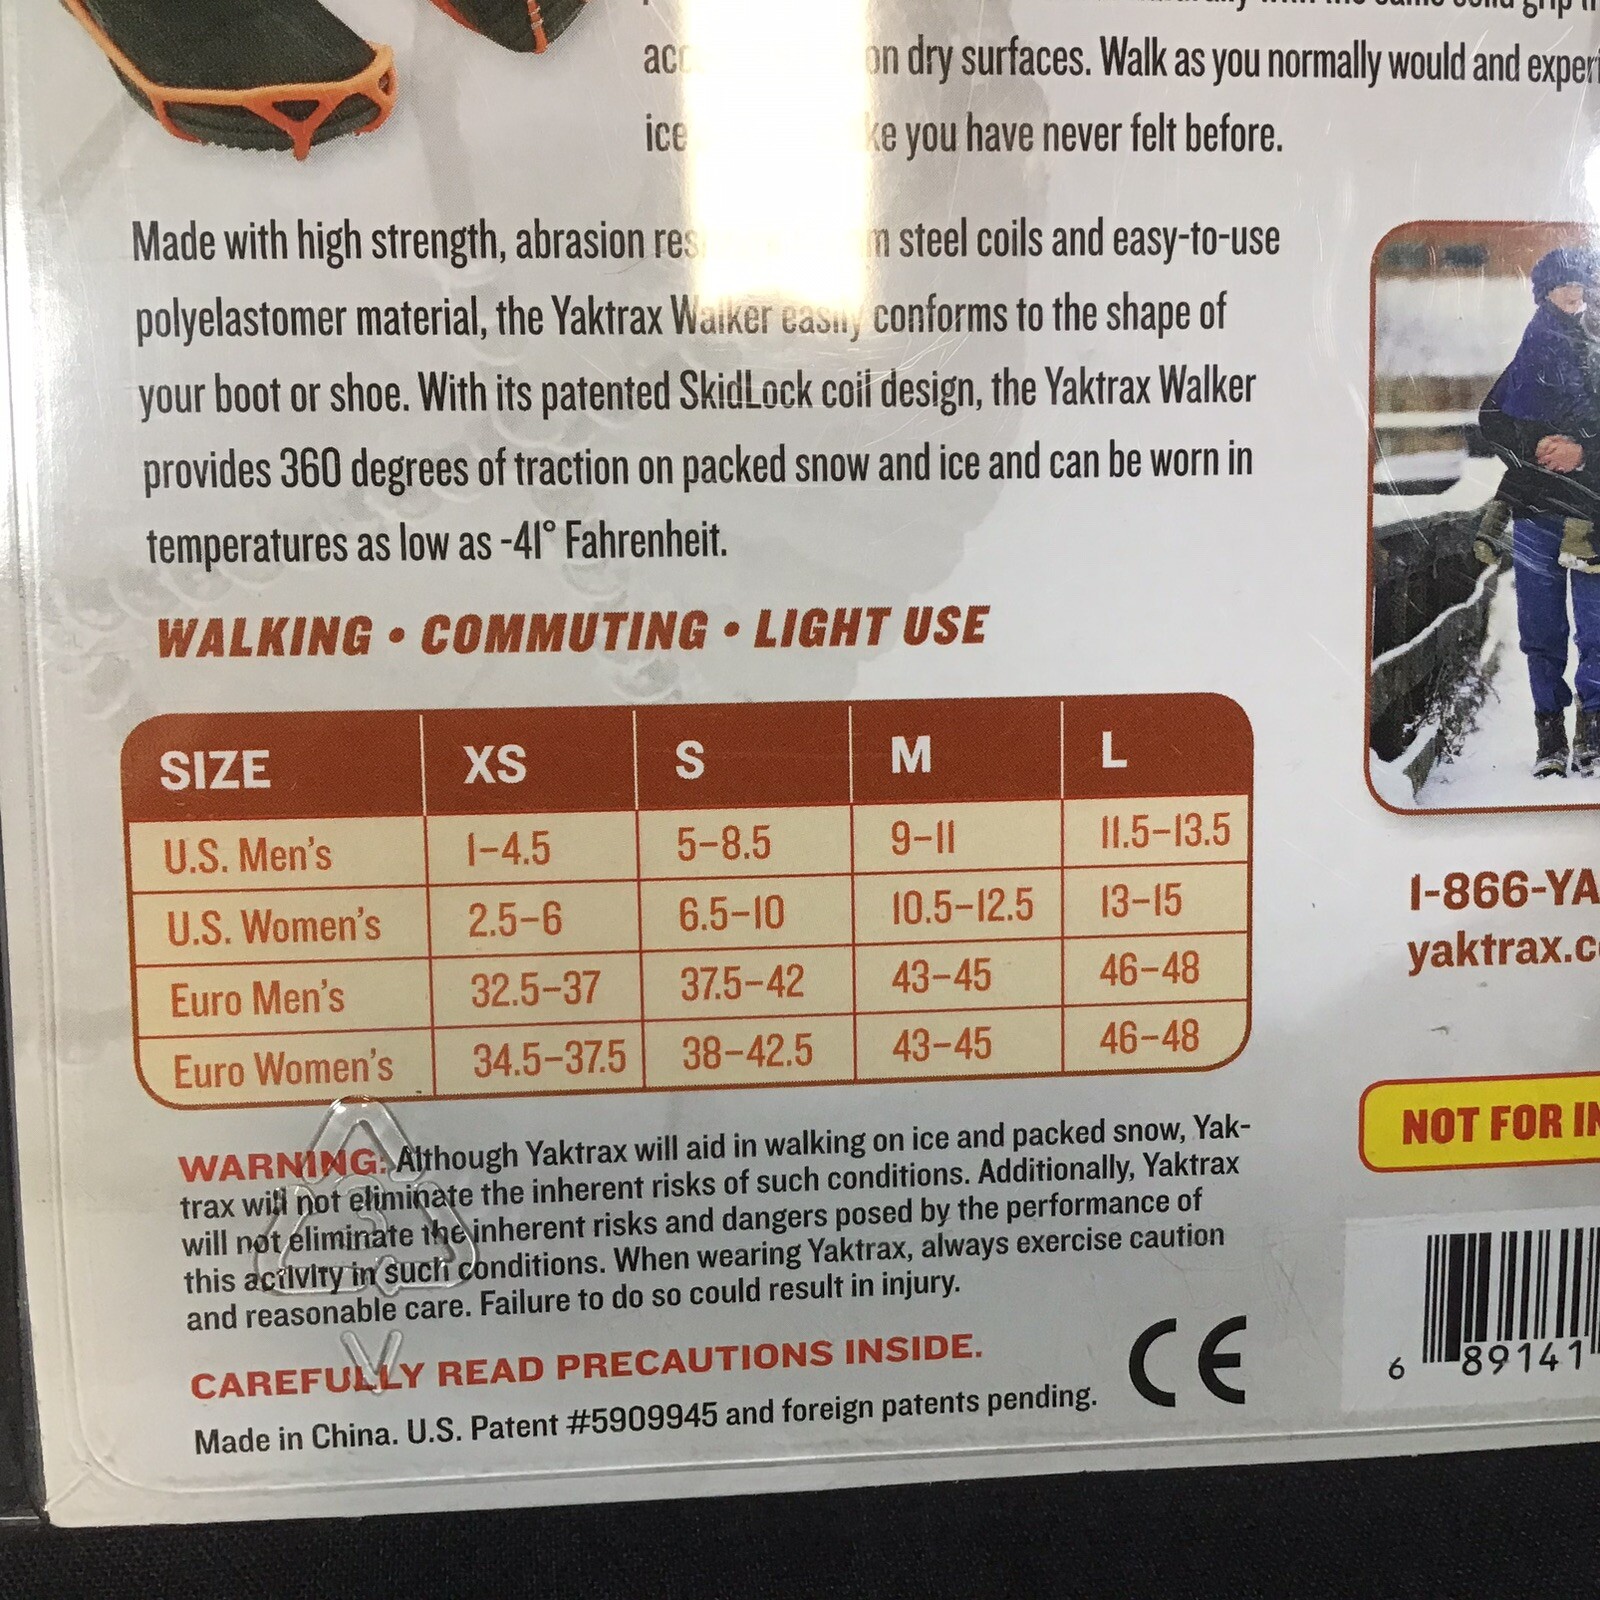 on dry surfaces. Walk as you normally would and
ice you have never felt before.
Made with high strength, abrasion steel coils and easy-to-use
polyelastomer material, the Yaktrax Walker easily conforms to the shape of
your boot or shoe. With its patented SkidLock coil design, the Yaktrax Walker
provides 360 degrees of traction on packed snow and ice and can be worn in
temperatures as low as -41° Fahrenheit.
WALKING • COMMUTING • LIGHT USE
SIZE XS S M L
U.S. Men's 1-4.5 5-8.5 9-11 11.5-13.5
U.S. Women's 2.5-6 6.5-10 10.5-12.5 13-15
Euro Men's 32.5-37 37.5-42 43-45 46-48
Euro Women's 34.5-37.5 38-42.5 43-45 46-48
WARNING: Although Yaktrax will aid in walking on ice and packed snow, Yak-
trax will not eliminate the inherent risks of such conditions. Additionally, Yaktrax
will not eliminate the inherent risks and dangers posed by the performance of
this activity in such conditions. When wearing Yaktrax, always exercise caution
and reasonable care. Failure to do so could result in injury.
CAREFULLY READ PRECAUTIONS INSIDE.
Made in China. U.S. Patent #5909945 and foreign patents pending.
CE
1-866-YA
yaktrax.c
NOT FOR
6 89141